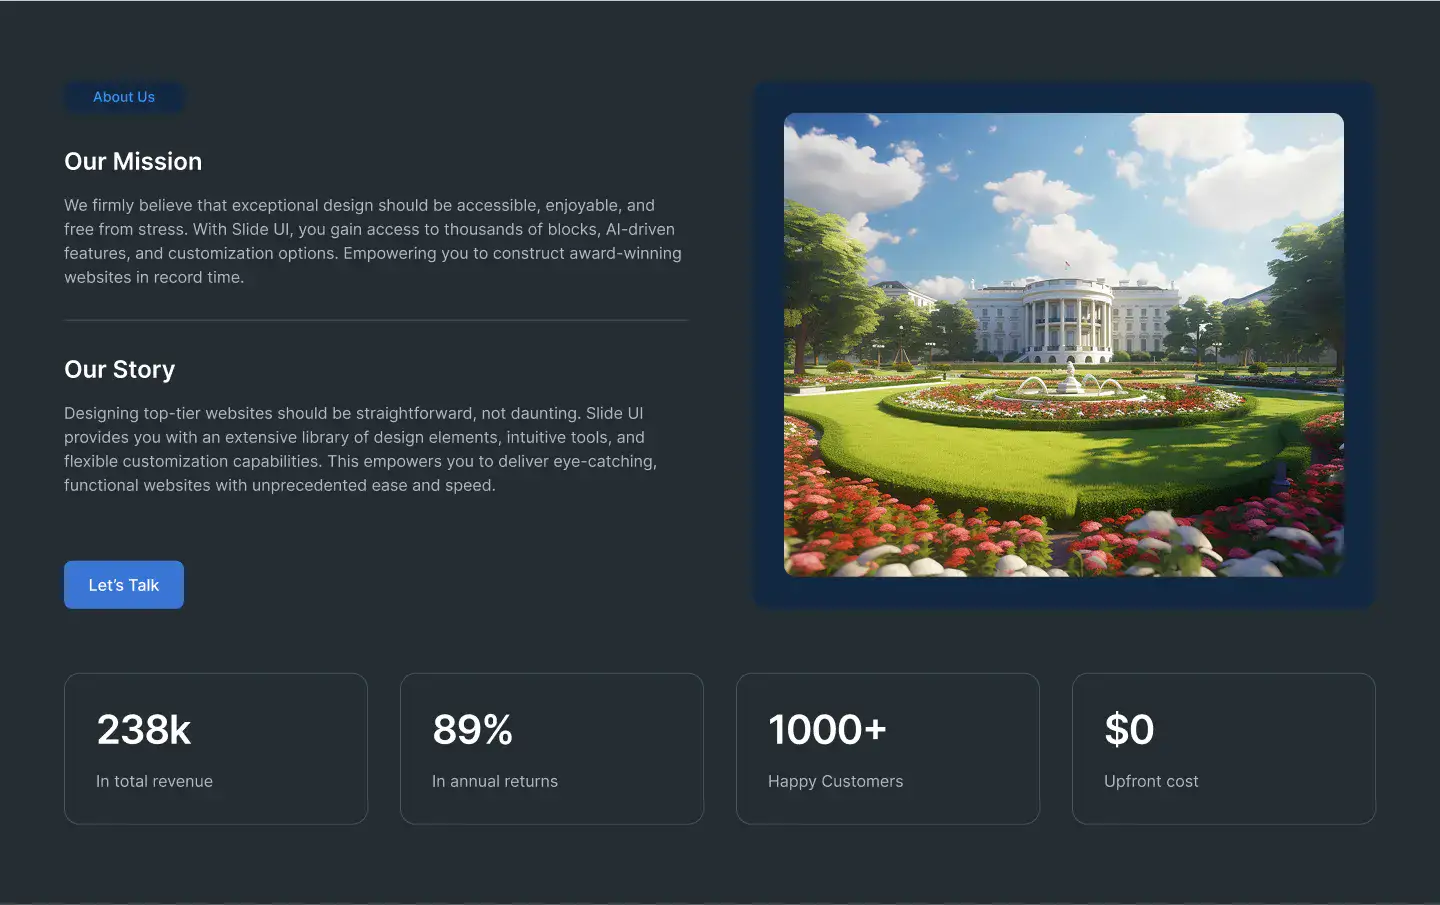 About Us
Our Mission
We firmly believe that exceptional design should be accessible, enjoyable, and
free from stress. With Slide UI, you gain access to thousands of blocks, AI-driven
features, and customization options. Empowering you to construct award-winning
websites in record time.
Our Story
Designing top-tier websites should be straightforward, not daunting. Slide UI
provides you with an extensive library of design elements, intuitive tools, and
flexible customization capabilities. This empowers you to deliver eye-catching,
functional websites with unprecedented ease and speed.
Let’s Talk
238k
In total revenue
89%
In annual returns
1000+
Happy Customers
$0
Upfront cost